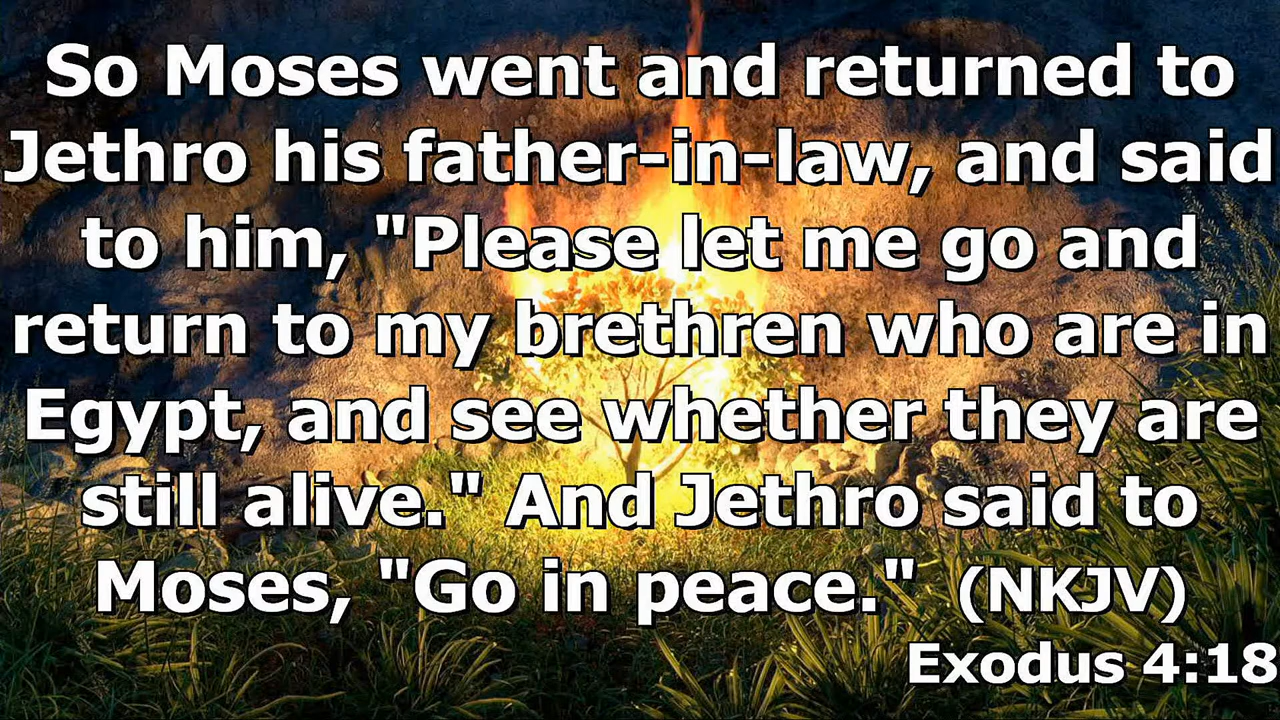 So Moses went and returned to
Jethro his father-in-law, and said
to him, "Please let me go and
return to my brethren who are in
Egypt, and see whether they are
still alive." And Jethro said to
Moses, "Go in peace." (NKJV)
Exodus 4:18